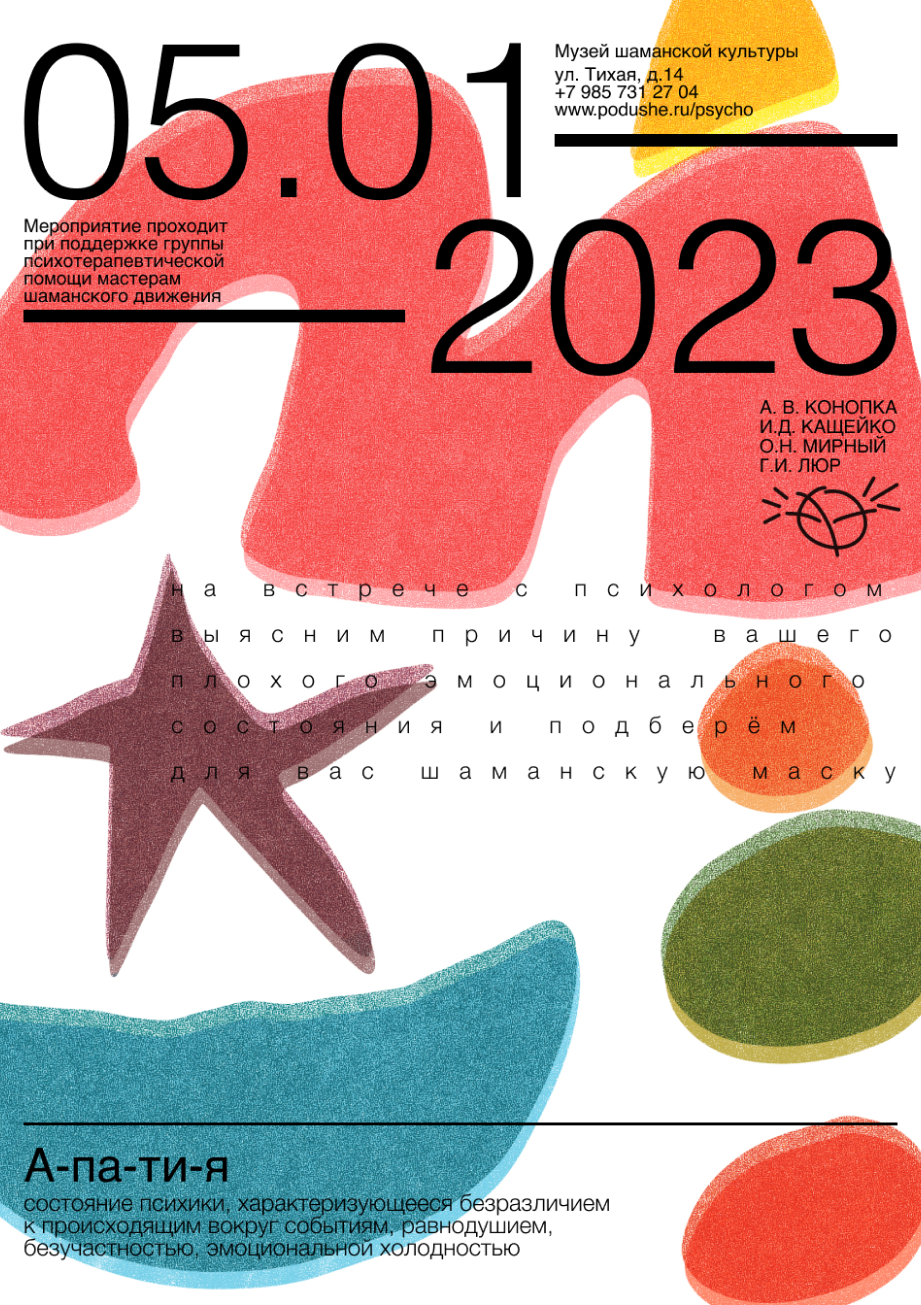 05.01
Музей шаманской культуры
ул. Тихая, д.14
+7 985 731 27 04
www.podushe.ru/psycho
Мероприятие проходит
при поддержке группы
психотерапевтической
помощи мастерам
шаманского движения
2023
А. В. КОНОПКА
И.Д. КАЩЕЙКО
О.Н. МИРНЫЙ
Г.И. ЛЮР
на встрече с психологом
выясним причину вашего
плохого эмоционального
состояния и подберём
для вас шаманскую маску
А-па-ти-я
состояние психики, характеризующееся безразличием
к происходящим вокруг событиям, равнодушием,
безучастностью, эмоциональной холодностью